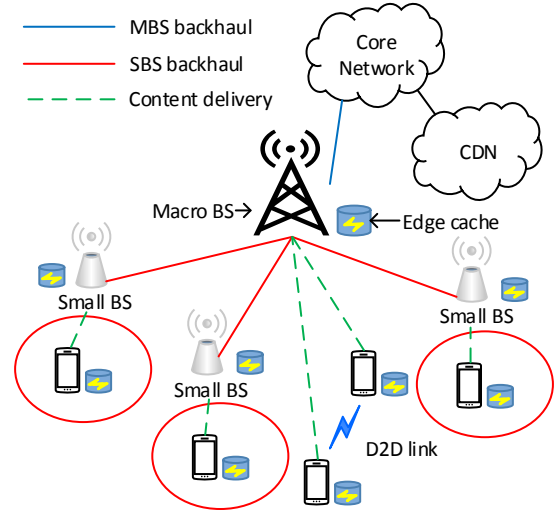 MBS backhaul
SBS backhaul
Content delivery
Core
Network
CDN
Macro BS
Edge cache
Small BS
Small BS
Small BS
D2D link